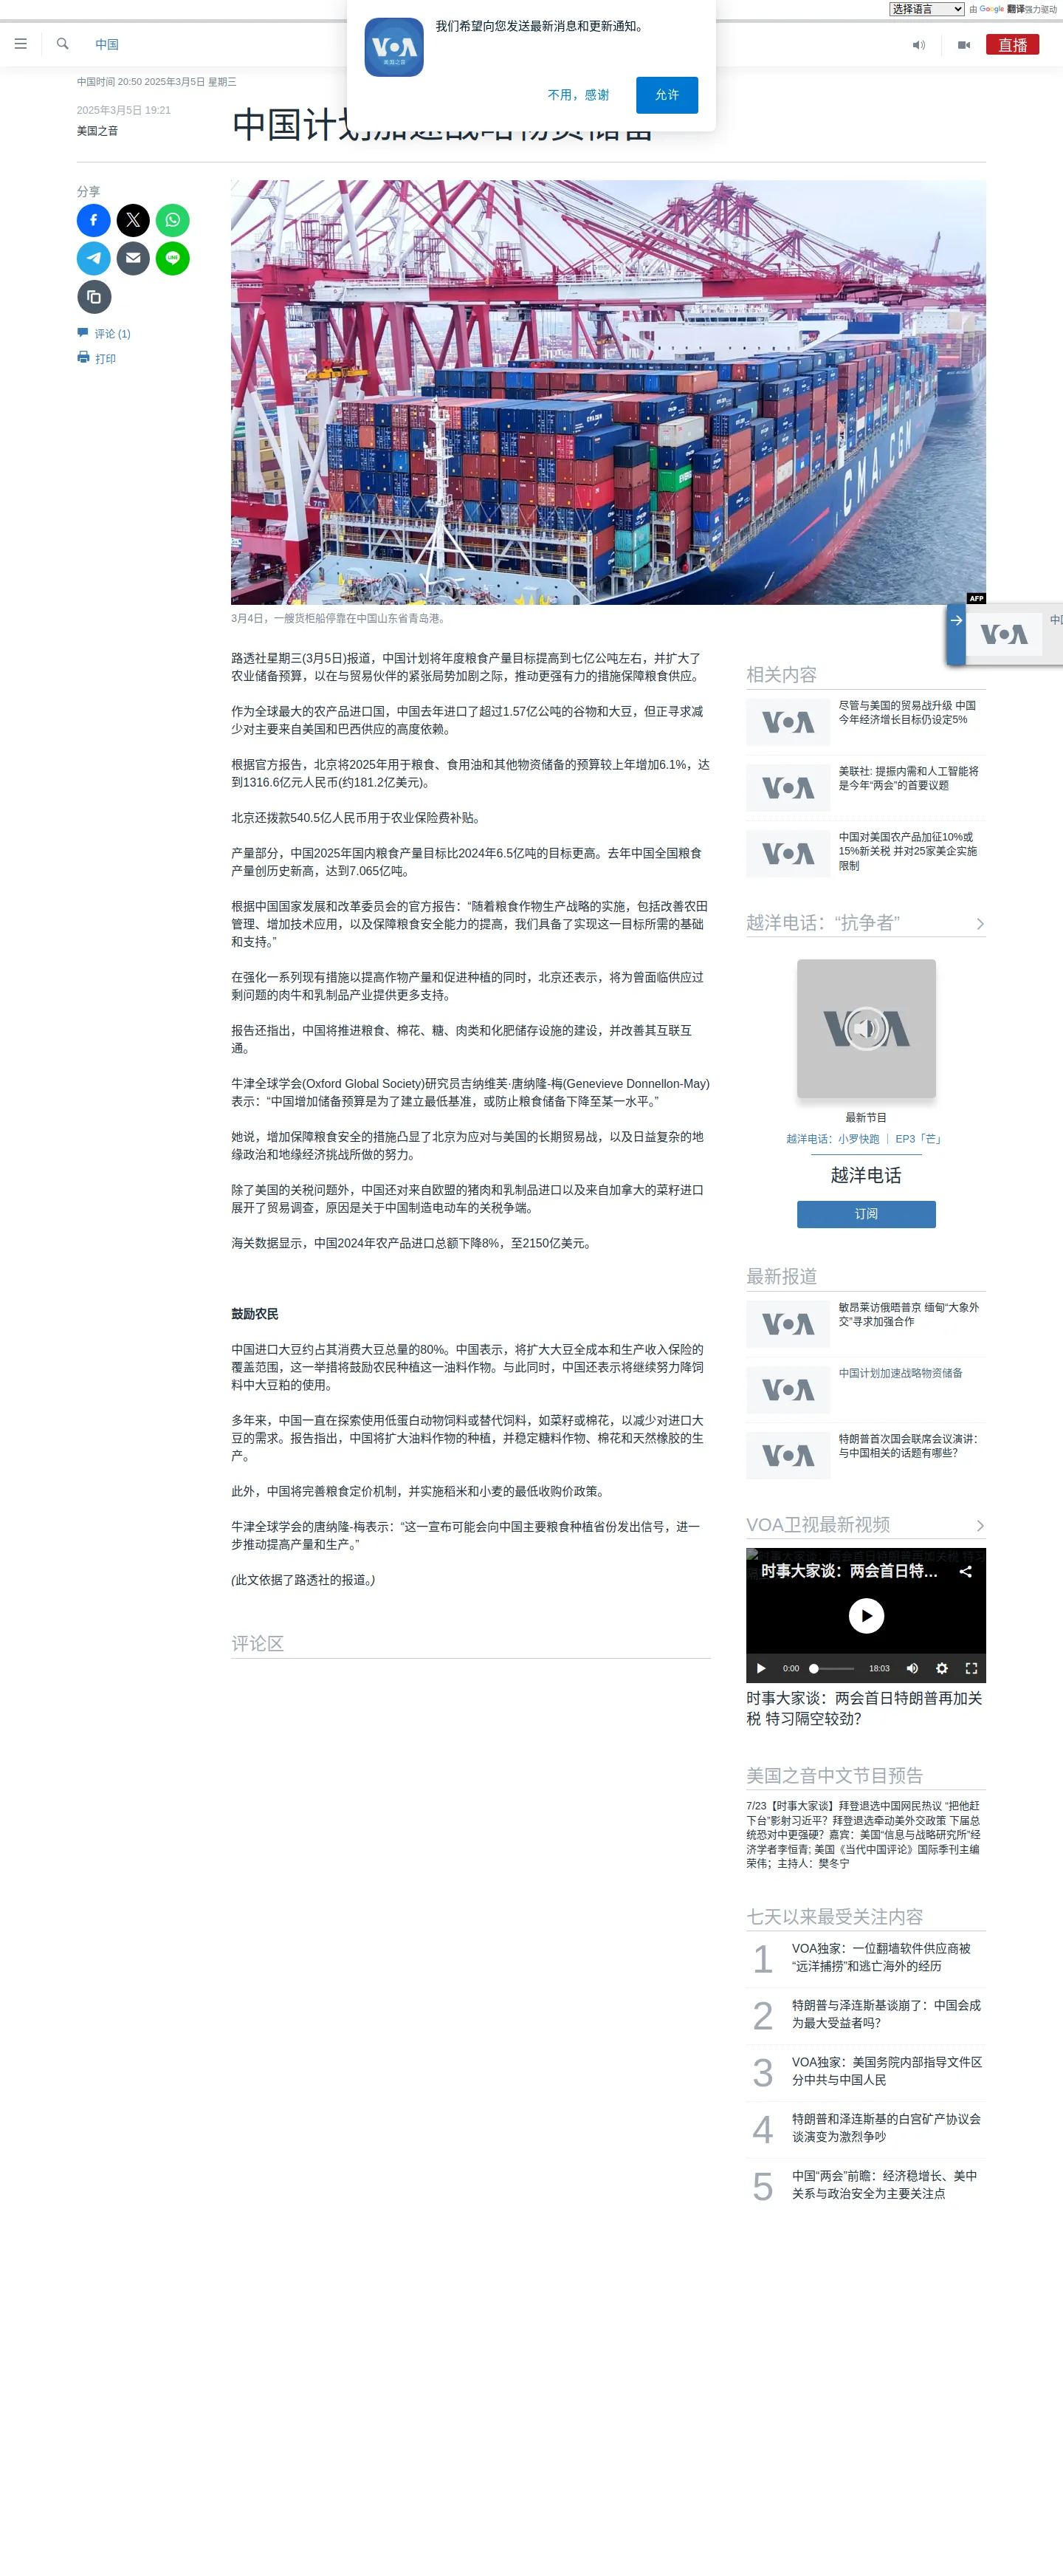 选择语言
由 Google 翻译强力驱动
我们希望向您发送最新消息和更新通知。
不用，感谢
允许
VOA
美国之音
中国
直播
中国时间 20:50 2025年3月5日 星期三
2025年3月5日 19:21
美国之音
中国计划加速战略物资储备
分享
评论 (1)
打印
CMA CGM
AFP
3月4日，一艘货柜船停靠在中国山东省青岛港。
VOA
路透社星期三(3月5日)报道，中国计划将年度粮食产量目标提高到七亿公吨左右，并扩大了
农业储备预算，以在与贸易伙伴的紧张局势加剧之际，推动更强有力的措施保障粮食供应。
作为全球最大的农产品进口国，中国去年进口了超过1.57亿公吨的谷物和大豆，但正寻求减
少对主要来自美国和巴西供应的高度依赖。
根据官方报告，北京将2025年用于粮食、食用油和其他物资储备的预算较上年增加6.1%，达
到1316.6亿元人民币(约181.2亿美元)。
北京还拨款540.5亿人民币用于农业保险费补贴。
产量部分，中国2025年国内粮食产量目标比2024年6.5亿吨的目标更高。去年中国全国粮食
产量创历史新高，达到7.065亿吨。
根据中国国家发展和改革委员会的官方报告：“随着粮食作物生产战略的实施，包括改善农田
管理、增加技术应用，以及保障粮食安全能力的提高，我们具备了实现这一目标所需的基础
和支持。”
在强化一系列现有措施以提高作物产量和促进种植的同时，北京还表示，将为曾面临供应过
剩问题的肉牛和乳制品产业提供更多支持。
报告还指出，中国将推进粮食、棉花、糖、肉类和化肥储存设施的建设，并改善其互联互
通。
牛津全球学会(Oxford Global Society)研究员吉纳维芙·唐纳隆-梅(Genevieve Donnellon-May)
表示：“中国增加储备预算是为了建立最低基准，或防止粮食储备下降至某一水平。”
她说，增加保障粮食安全的措施凸显了北京为应对与美国的长期贸易战，以及日益复杂的地
缘政治和地缘经济挑战所做的努力。
除了美国的关税问题外，中国还对来自欧盟的猪肉和乳制品进口以及来自加拿大的菜籽进口
展开了贸易调查，原因是关于中国制造电动车的关税争端。
海关数据显示，中国2024年农产品进口总额下降8%，至2150亿美元。
鼓励农民
中国进口大豆约占其消费大豆总量的80%。中国表示，将扩大大豆全成本和生产收入保险的
覆盖范围，这一举措将鼓励农民种植这一油料作物。与此同时，中国还表示将继续努力降饲
料中大豆粕的使用。
多年来，中国一直在探索使用低蛋白动物饲料或替代饲料，如菜籽或棉花，以减少对进口大
豆的需求。报告指出，中国将扩大油料作物的种植，并稳定糖料作物、棉花和天然橡胶的生
产。
此外，中国将完善粮食定价机制，并实施稻米和小麦的最低收购价政策。
牛津全球学会的唐纳隆-梅表示：“这一宣布可能会向中国主要粮食种植省份发出信号，进一
步推动提高产量和生产。”
(此文依据了路透社的报道。)
评论区
相关内容
VOA
尽管与美国的贸易战升级 中国
今年经济增长目标仍设定5%
VOA
美联社: 提振内需和人工智能将
是今年“两会”的首要议题
VOA
中国对美国农产品加征10%或
15%新关税 并对25家美企实施
限制
越洋电话：“抗争者”
VOA
最新节目
越洋电话：小罗快跑 ｜ EP3「芒」
越洋电话
订阅
最新报道
VOA
敏昂莱访俄晤普京 缅甸“大象外
交”寻求加强合作
VOA
中国计划加速战略物资储备
VOA
特朗普首次国会联席会议演讲：
与中国相关的话题有哪些？
VOA卫视最新视频
时事大家谈：两会首日特...
0:00
18:03
时事大家谈：两会首日特朗普再加关
税 特习隔空较劲？
美国之音中文节目预告
7/23【时事大家谈】拜登退选中国网民热议 “把他赶
下台”影射习近平？拜登退选牵动美外交政策 下届总
统恐对中更强硬？嘉宾：美国“信息与战略研究所”经
济学者李恒青; 美国《当代中国评论》国际季刊主编
荣伟；主持人：樊冬宁
七天以来最受关注内容
1
VOA独家：一位翻墙软件供应商被
“远洋捕捞”和逃亡海外的经历
2
特朗普与泽连斯基谈崩了：中国会成
为最大受益者吗？
3
VOA独家：美国务院内部指导文件区
分中共与中国人民
4
特朗普和泽连斯基的白宫矿产协议会
谈演变为激烈争吵
5
中国“两会”前瞻：经济稳增长、美中
关系与政治安全为主要关注点